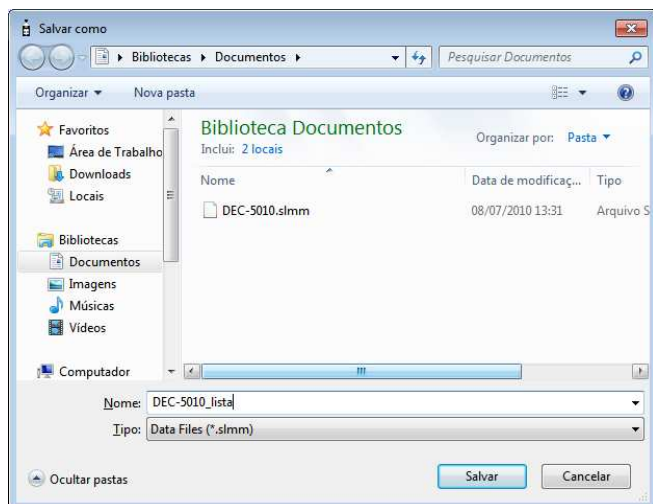 Salvar como
Bibliotecas Documentos Pesquisar Documentos
Organizar Nova pasta
Favoritos
Área de Trabalho
Downloads
Locais
Bibliotecas
Documentos
Imagens
Músicas
Vídeos
Computador
Biblioteca Documentos
Inclui: 2 locais
Organizar por: Pasta
Nome Data de modificaç... Tipo
DEC-5010.slmm 08/07/2010 13:31 Arquivo S
Nome: DEC-5010_lista
Tipo: Data Files (*.slmm)
Ocultar pastas Salvar Cancelar